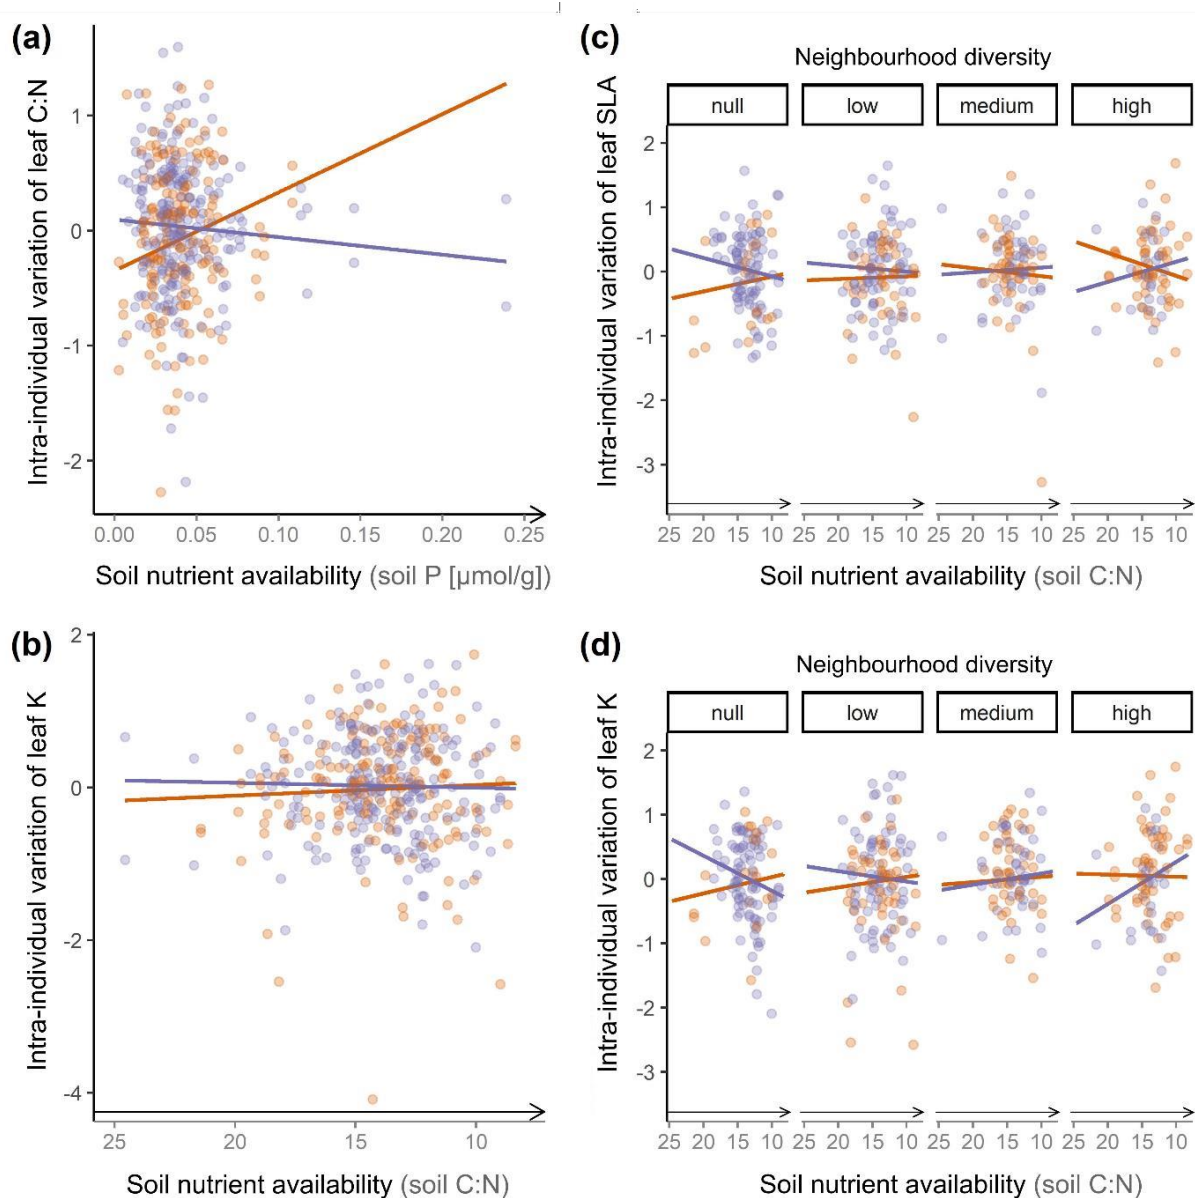 (a)
Intra-individual variation of leaf C:N
1
0
-1
-2
0.00 0.05 0.10 0.15 0.20 0.25
Soil nutrient availability (soil P [µmol/g])
(c)
Neighbourhood diversity
null low medium high
Intra-individual variation of leaf SLA
2
1
0
-1
-2
-3
25 20 15 10 25 20 15 10 25 20 15 10 25 20 15 10
Soil nutrient availability (soil C:N)
(b)
Intra-individual variation of leaf K
2
0
-2
-4
25 20 15 10
Soil nutrient availability (soil C:N)
(d)
Neighbourhood diversity
null low medium high
Intra-individual variation of leaf K
2
1
0
-1
-2
-3
25 20 15 10 25 20 15 10 25 20 15 10 25 20 15 10
Soil nutrient availability (soil C:N)